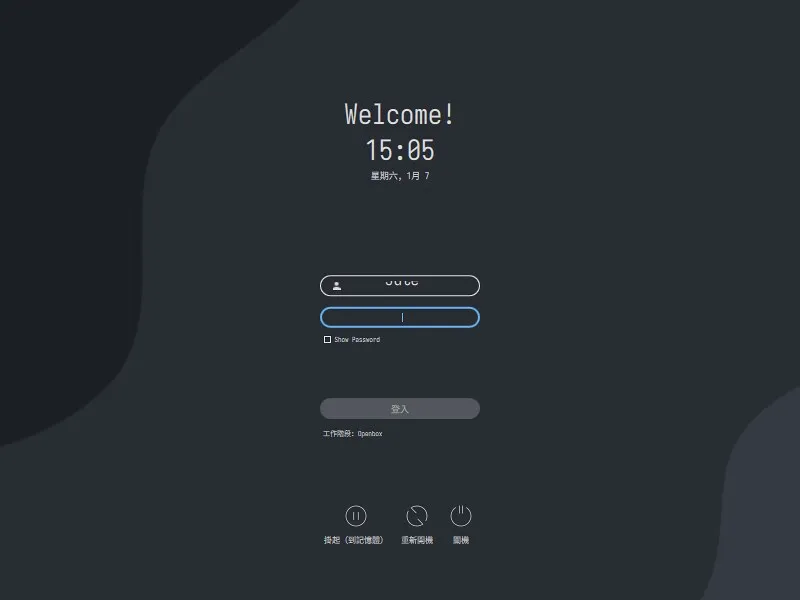 Welcome!
15:05
星期六, 1月 7
Show Password
登入
工作階段: Openbox
掛起 (到記憶體)
重新開機
關機